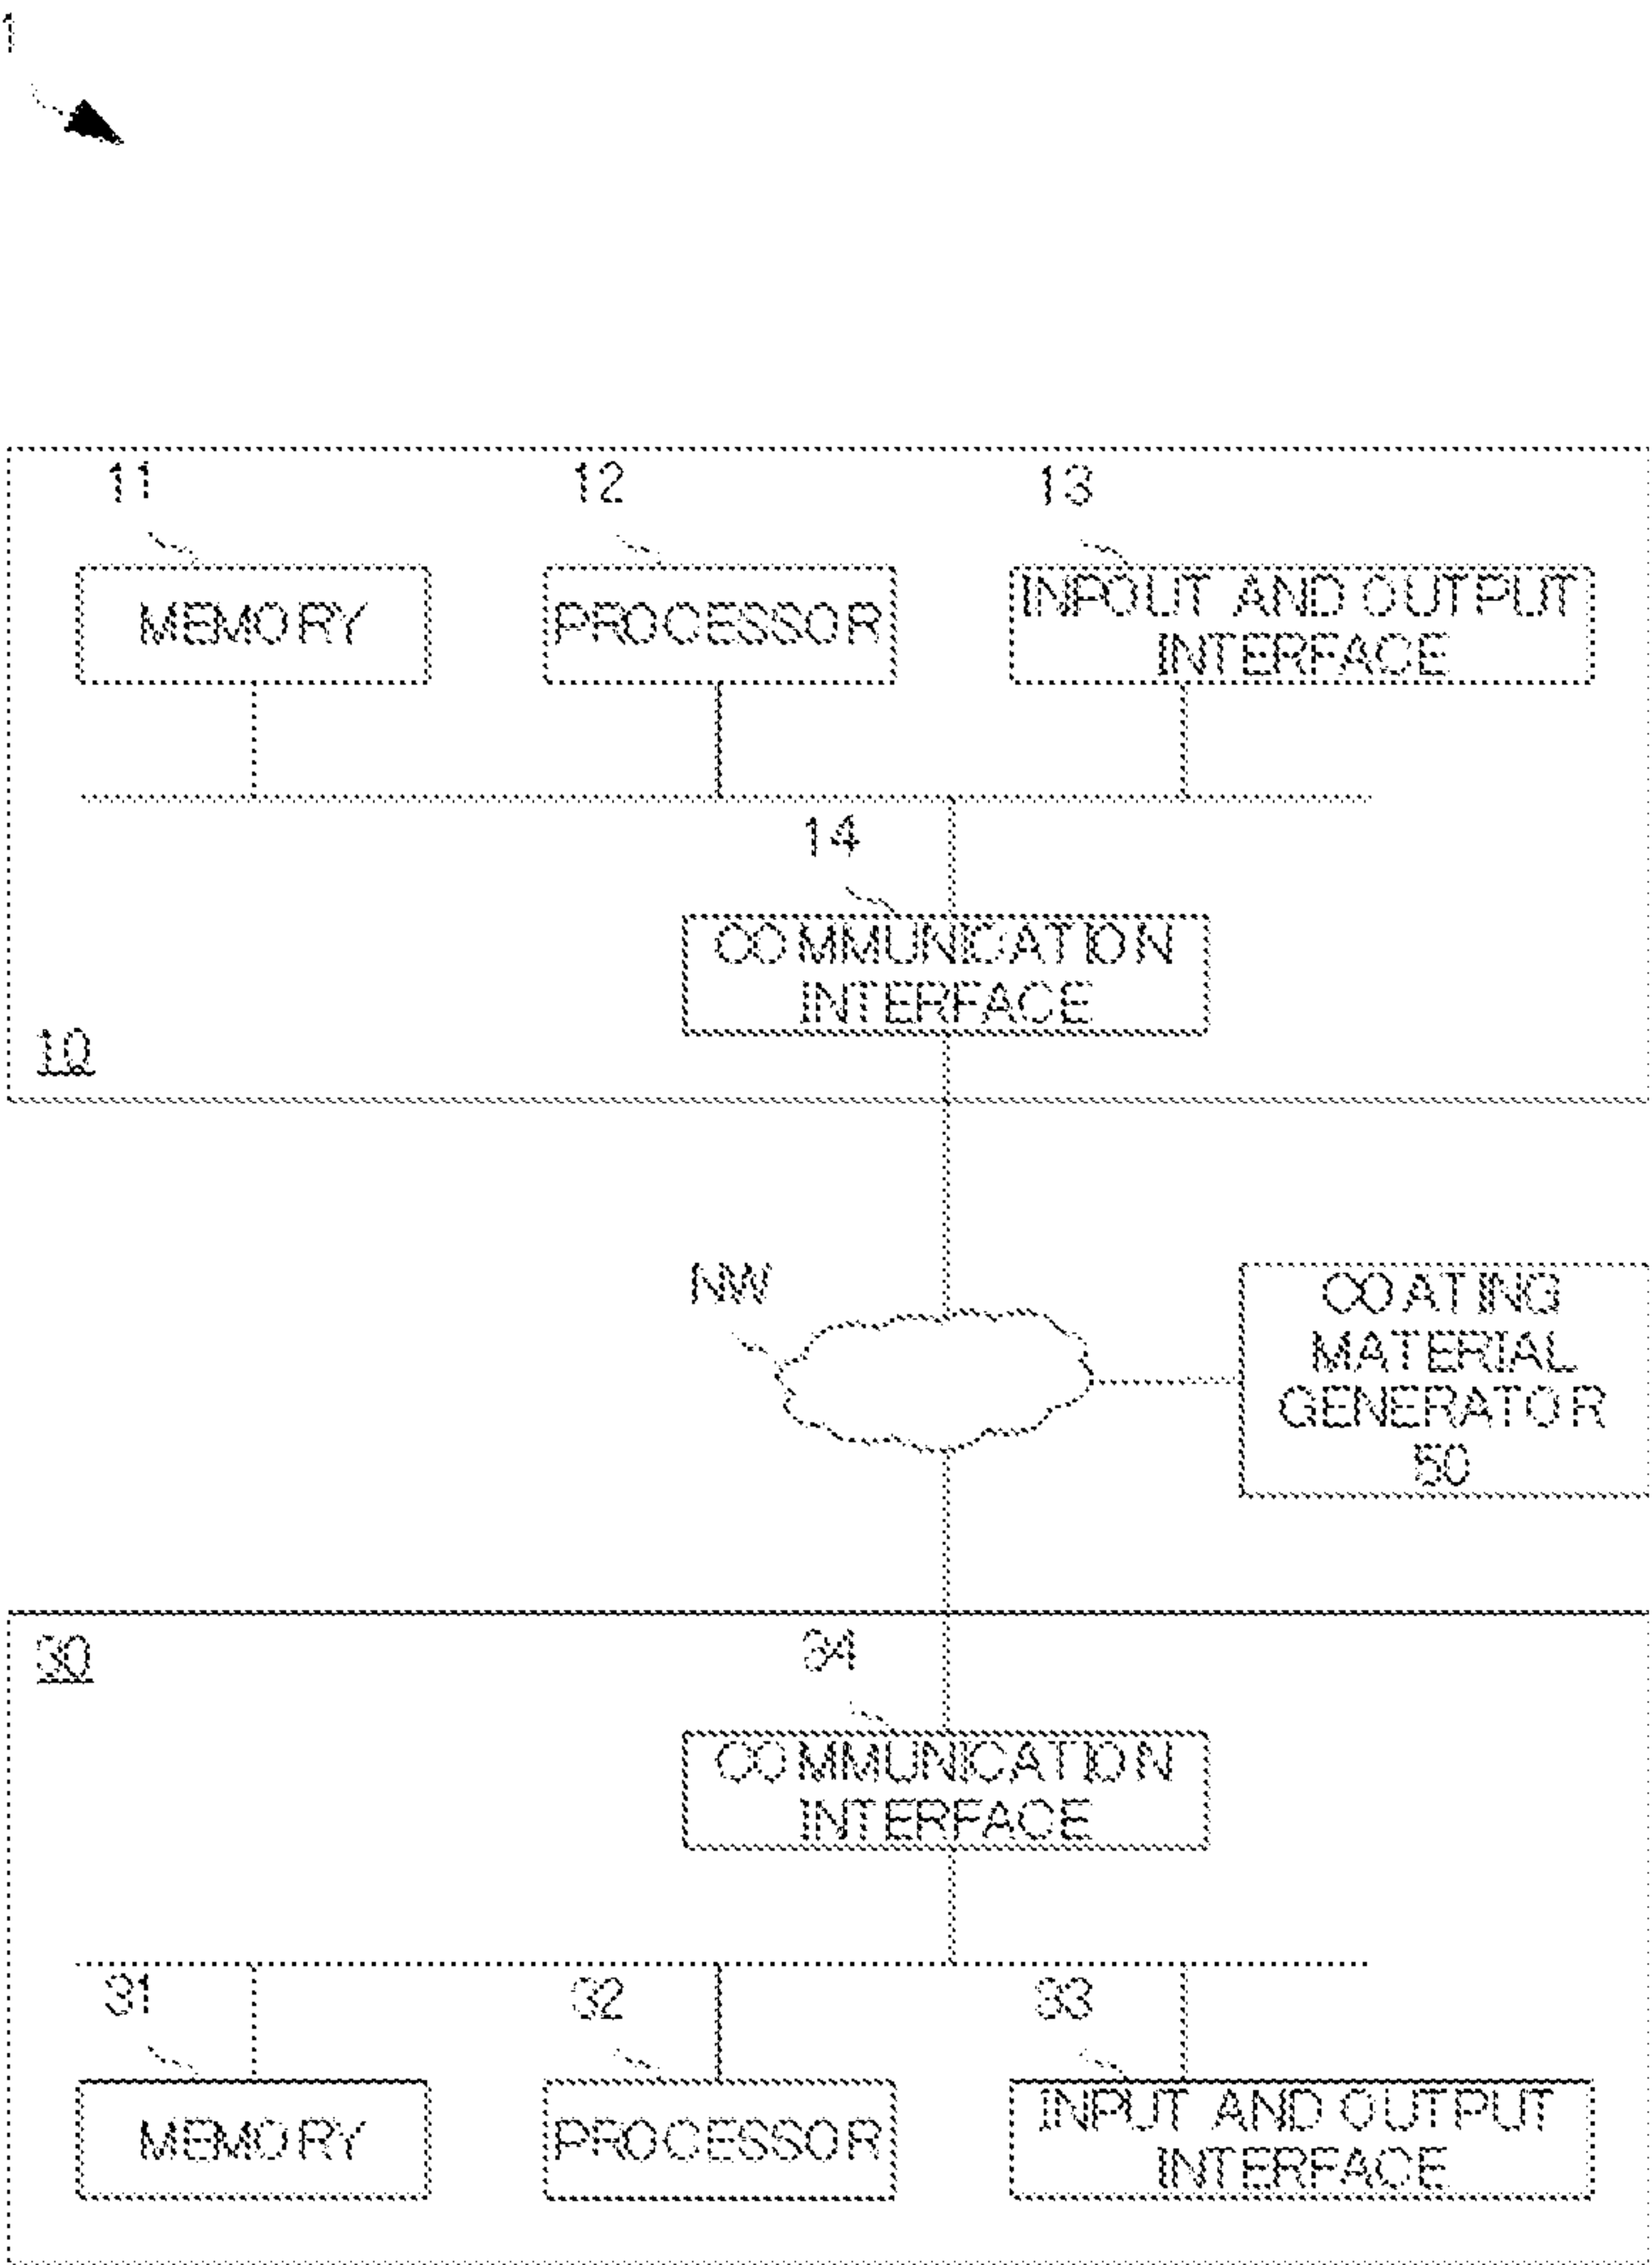 1
11
12
13
MEMORY
PROCESSOR
INPOUT AND OUTPUT
INTERFACE
14
COMMUNICATION
INTERFACE
10
NW
COATING
MATERIAL
GENERATOR
50
30
34
COMMUNICATION
INTERFACE
31
32
33
MEMORY
PROCESSOR
INPUT AND OUTPUT
INTERFACE